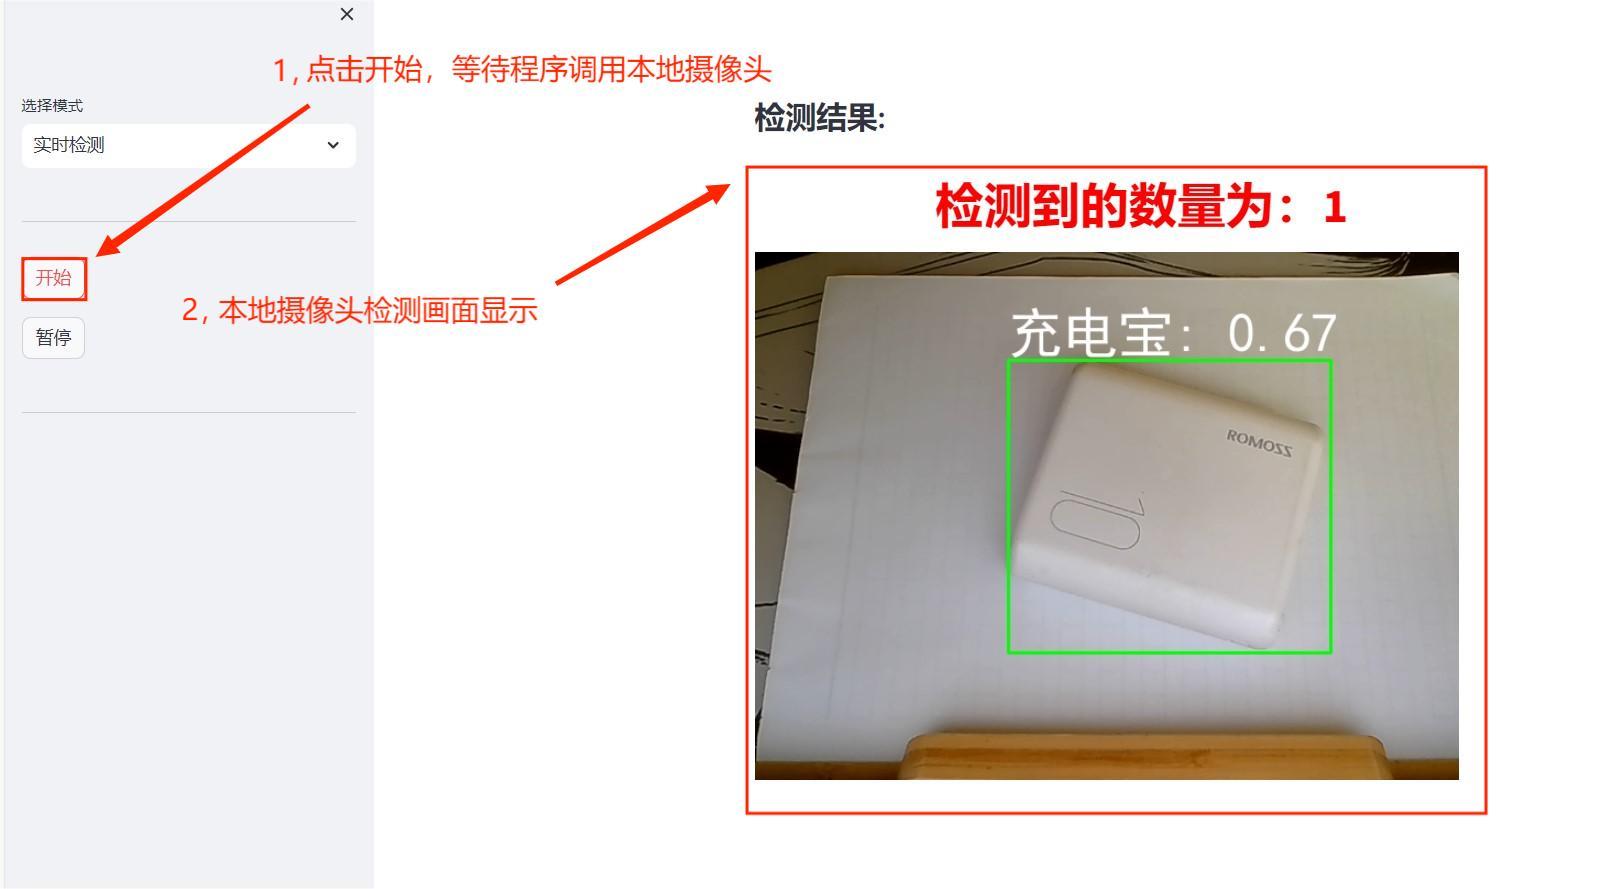 1, 点击开始，等待程序调用本地摄像头
选择模式
实时检测
开始
暂停
2, 本地摄像头检测画面显示
检测结果:
检测到的数量为：1
充电宝：0.67
ROMOSS